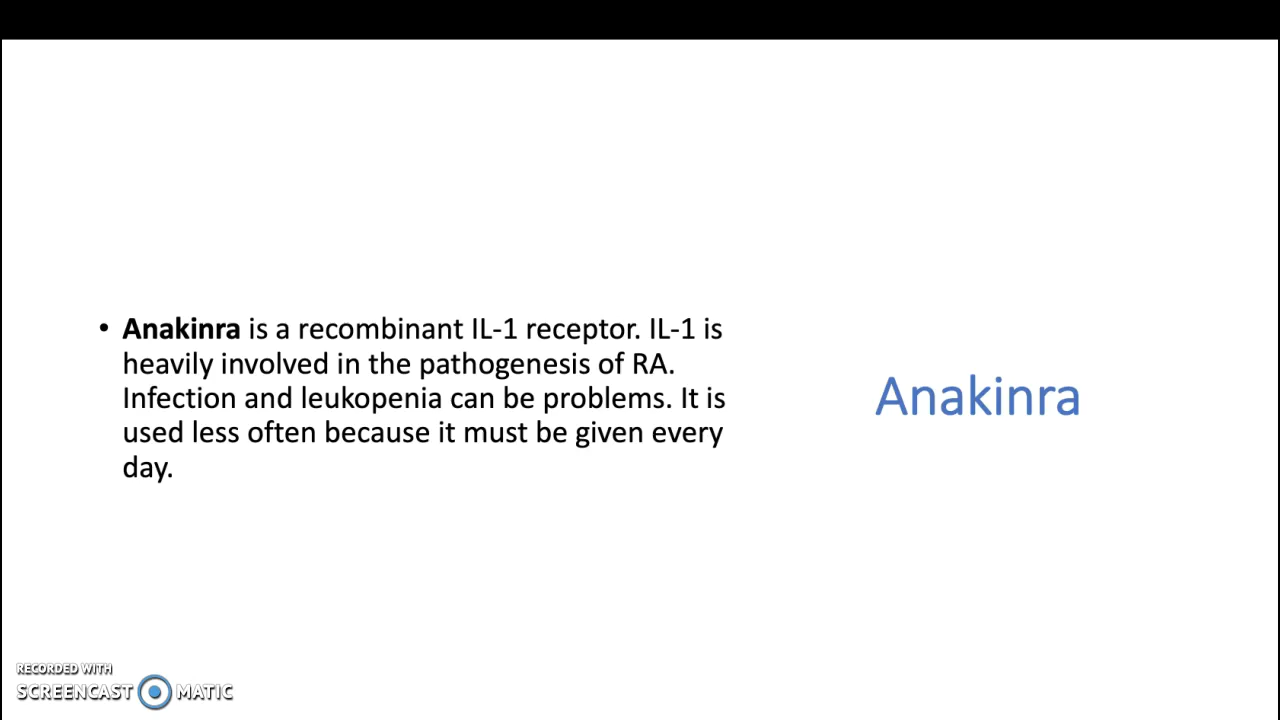 • Anakinra is a recombinant IL-1 receptor. IL-1 is
heavily involved in the pathogenesis of RA.
Infection and leukopenia can be problems. It is
used less often because it must be given every
day.
Anakinra
RECORDED WITH
SCREENCAST MATIC